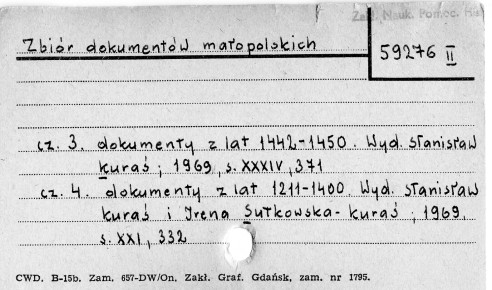 Zakł. Nauk. Pomoc. Hist
Zbiór dokumentów małopolskich
59276 II
cz. 3. dokumenty z lat 1442-1450. Wyd. Stanisław
Kuraś ; 1969, s. XXXIV, 371
cz. 4. dokumenty z lat 1211-1400. Wyd. Stanisław
Kuraś i Irena Sułkowska-Kuraś ; 1969.
s. XXI, 332
CWD. B-15b. Zam. 657-DW/On. Zakł. Graf. Gdańsk, zam. nr 1795.